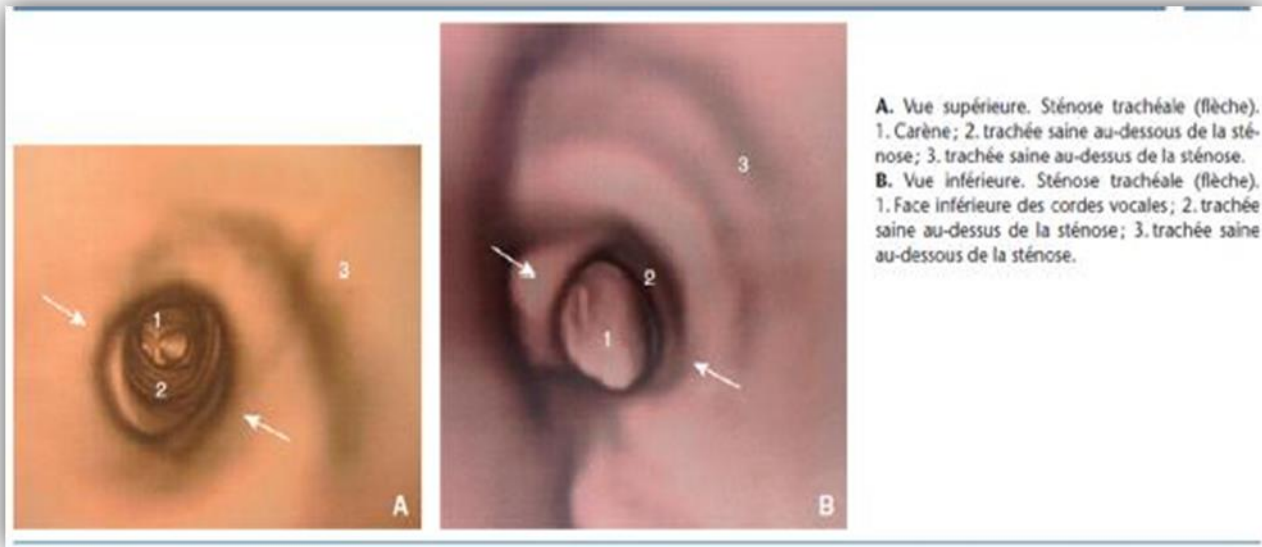 1
2
3
A
1
2
3
B
A. Vue supérieure. Sténose trachéale (flèche).
1. Carène; 2. trachée saine au-dessous de la sté-
nose; 3. trachée saine au-dessus de la sténose.
B. Vue inférieure. Sténose trachéale (flèche).
1. Face inférieure des cordes vocales; 2. trachée
saine au-dessus de la sténose; 3. trachée saine
au-dessous de la sténose.